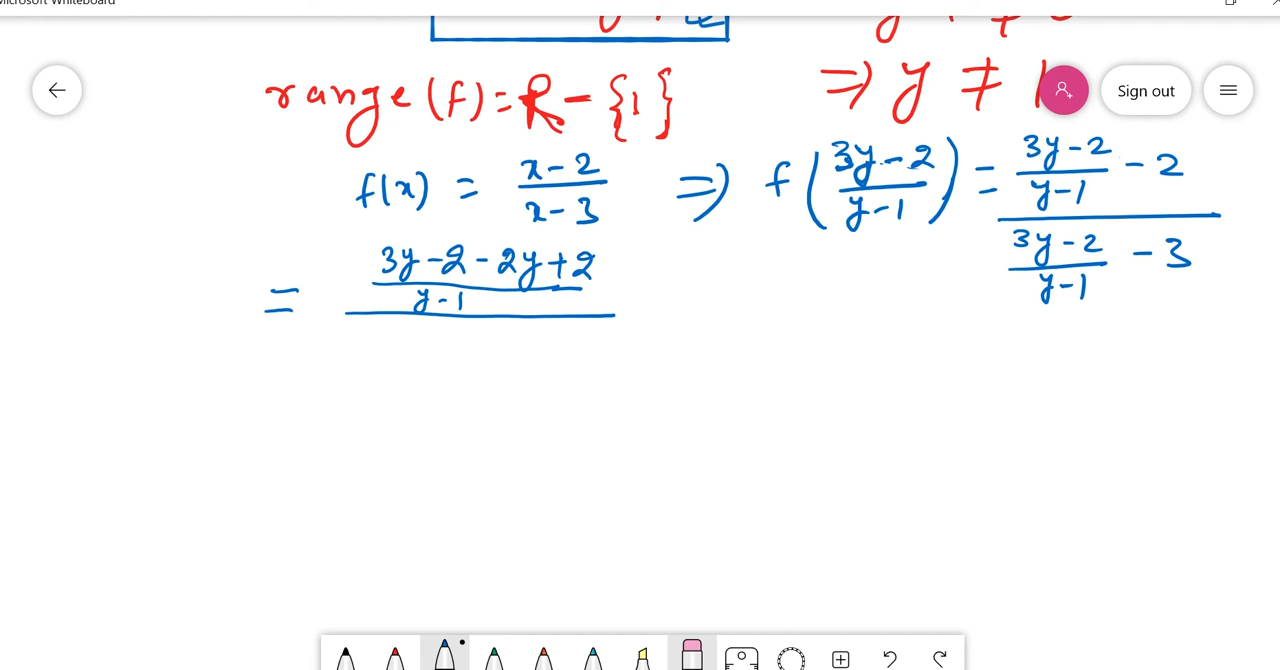 Microsoft Whiteboard
Sign out
⇒ y ≠
range (f) = R - {1}
f(x) = (x-2)/(x-3) ⇒ f((3y-2)/(y-1)) = ((3y-2)/(y-1) - 2)/((3y-2)/(y-1) - 3)
= (3y-2-2y+2)/(y-1)